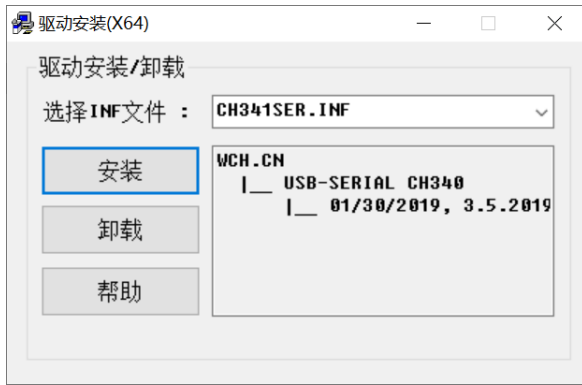 驱动安装(X64)
驱动安装/卸载
选择INF文件 :
CH341SER.INF
安装
WCH.CN
|__ USB-SERIAL CH340
|__ 01/30/2019, 3.5.2019
卸载
帮助